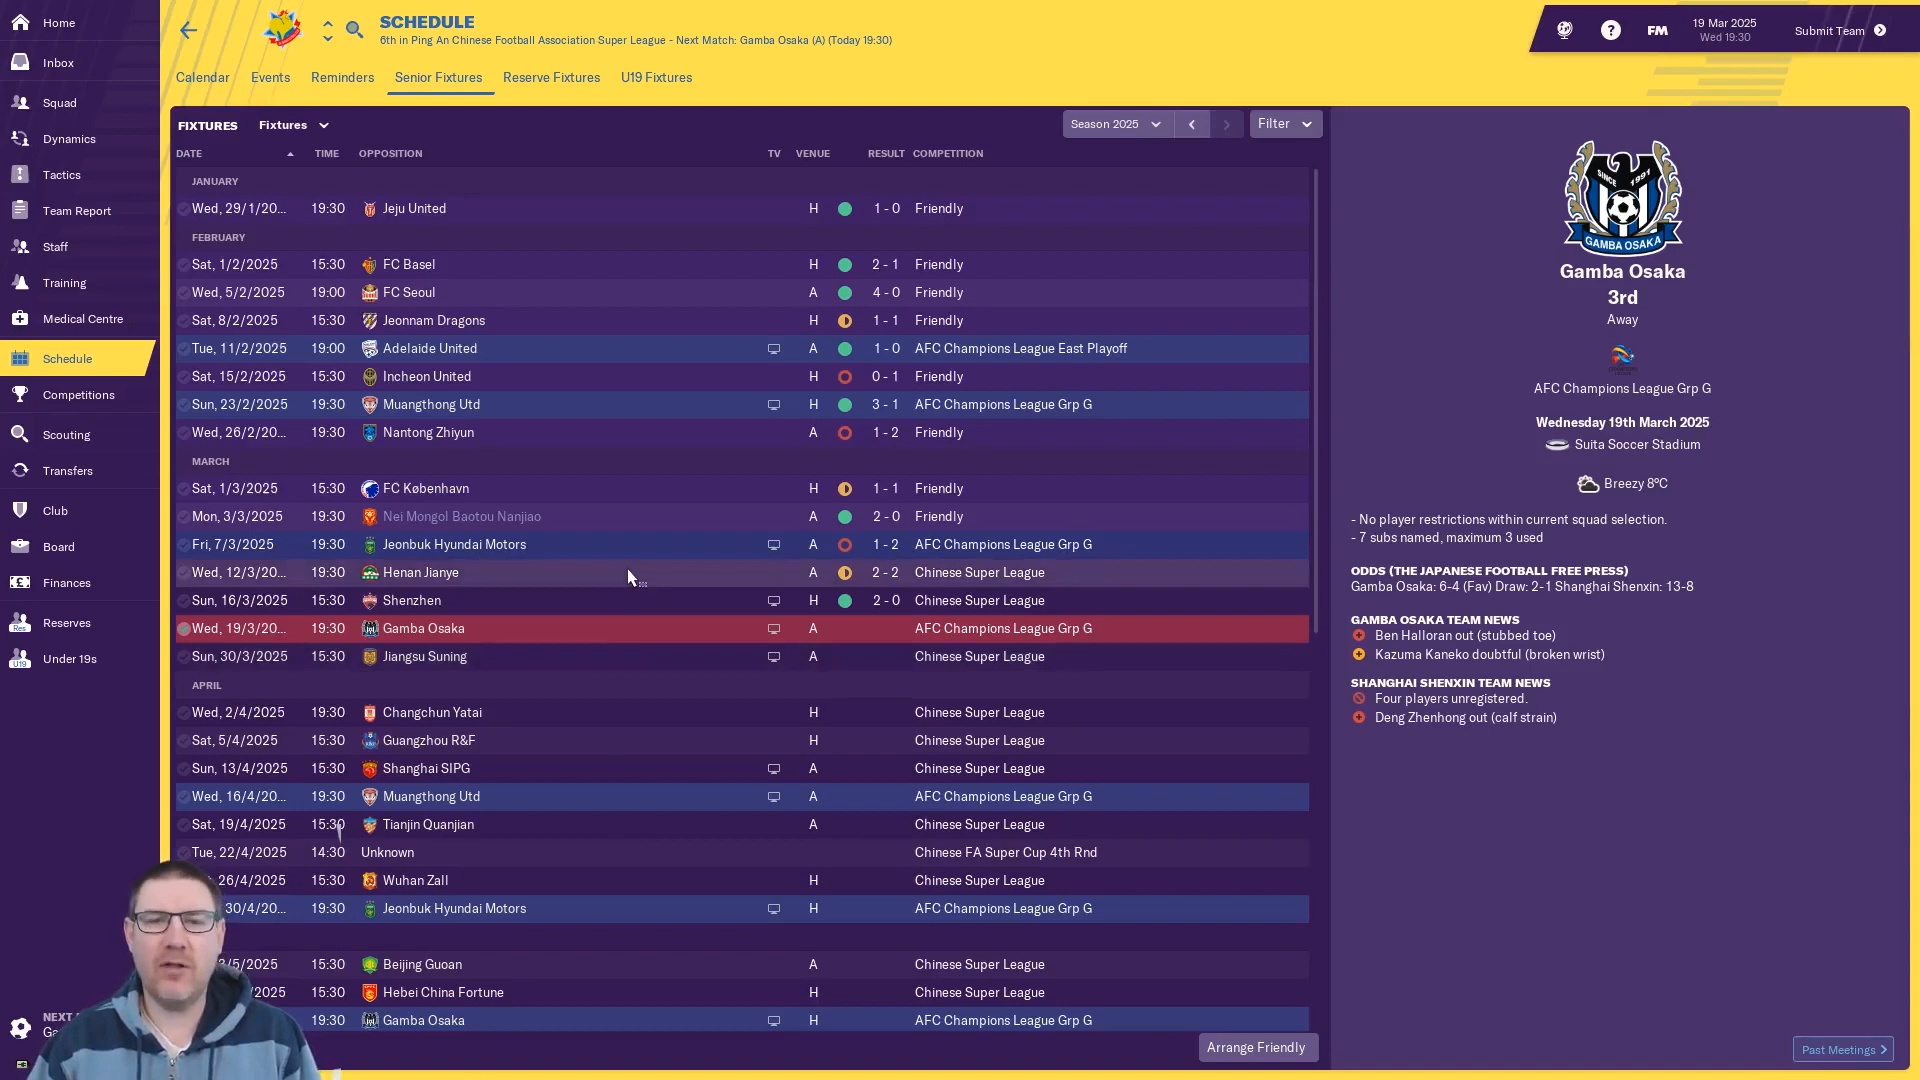 Home
Inbox
Squad
Dynamics
Tactics
Team Report
Staff
Training
Medical Centre
Schedule
Competitions
Scouting
Transfers
Club
Board
Finances
Res
Reserves
U19
Under 19s
NEXT
Ga
SCHEDULE
6th in Ping An Chinese Football Association Super League - Next Match: Gamba Osaka (A) (Today 19:30)
?
FM
19 Mar 2025
Wed 19:30
Submit Team
Calendar
Events
Reminders
Senior Fixtures
Reserve Fixtures
U19 Fixtures
FIXTURES Fixtures Season 2025 Filter
DATE TIME OPPOSITION TV VENUE RESULT COMPETITION
JANUARY
Wed, 29/1/20... 19:30 Jeju United H 1 - 0 Friendly
FEBRUARY
Sat, 1/2/2025 15:30 FC Basel H 2 - 1 Friendly
Wed, 5/2/2025 19:00 FC Seoul A 4 - 0 Friendly
Sat, 8/2/2025 15:30 Jeonnam Dragons H 1 - 1 Friendly
Tue, 11/2/2025 19:00 Adelaide United A 1 - 0 AFC Champions League East Playoff
Sat, 15/2/2025 15:30 Incheon United H 0 - 1 Friendly
Sun, 23/2/2025 19:30 Muangthong Utd H 3 - 1 AFC Champions League Grp G
Wed, 26/2/20... 19:30 Nantong Zhiyun A 1 - 2 Friendly
MARCH
Sat, 1/3/2025 15:30 FC København H 1 - 1 Friendly
Mon, 3/3/2025 19:30 Nei Mongol Baotou Nanjiao A 2 - 0 Friendly
Fri, 7/3/2025 19:30 Jeonbuk Hyundai Motors A 1 - 2 AFC Champions League Grp G
Wed, 12/3/20... 19:30 Henan Jianye A 2 - 2 Chinese Super League
Sun, 16/3/2025 15:30 Shenzhen H 2 - 0 Chinese Super League
Wed, 19/3/20... 19:30 Gamba Osaka A AFC Champions League Grp G
Sun, 30/3/2025 15:30 Jiangsu Suning A Chinese Super League
APRIL
Wed, 2/4/2025 19:30 Changchun Yatai H Chinese Super League
Sat, 5/4/2025 15:30 Guangzhou R&F H Chinese Super League
Sun, 13/4/2025 15:30 Shanghai SIPG A Chinese Super League
Wed, 16/4/20... 19:30 Muangthong Utd A AFC Champions League Grp G
Sat, 19/4/2025 15:30 Tianjin Quanjian A Chinese Super League
Tue, 22/4/2025 14:30 Unknown Chinese FA Super Cup 4th Rnd
26/4/2025 15:30 Wuhan Zall H Chinese Super League
30/4/20... 19:30 Jeonbuk Hyundai Motors H AFC Champions League Grp G
3/5/2025 15:30 Beijing Guoan A Chinese Super League
/2025 15:30 Hebei China Fortune H Chinese Super League
19:30 Gamba Osaka H AFC Champions League Grp G
Arrange Friendly
SINCE 1991
GAMBA OSAKA
Gamba Osaka
3rd
Away
AFC Champions League Grp G
Wednesday 19th March 2025
Suita Soccer Stadium
Breezy 8ºC
- No player restrictions within current squad selection.
- 7 subs named, maximum 3 used
ODDS (THE JAPANESE FOOTBALL FREE PRESS)
Gamba Osaka: 6-4 (Fav) Draw: 2-1 Shanghai Shenxin: 13-8
GAMBA OSAKA TEAM NEWS
Ben Halloran out (stubbed toe)
Kazuma Kaneko doubtful (broken wrist)
SHANGHAI SHENXIN TEAM NEWS
Four players unregistered.
Deng Zhenhong out (calf strain)
Past Meetings